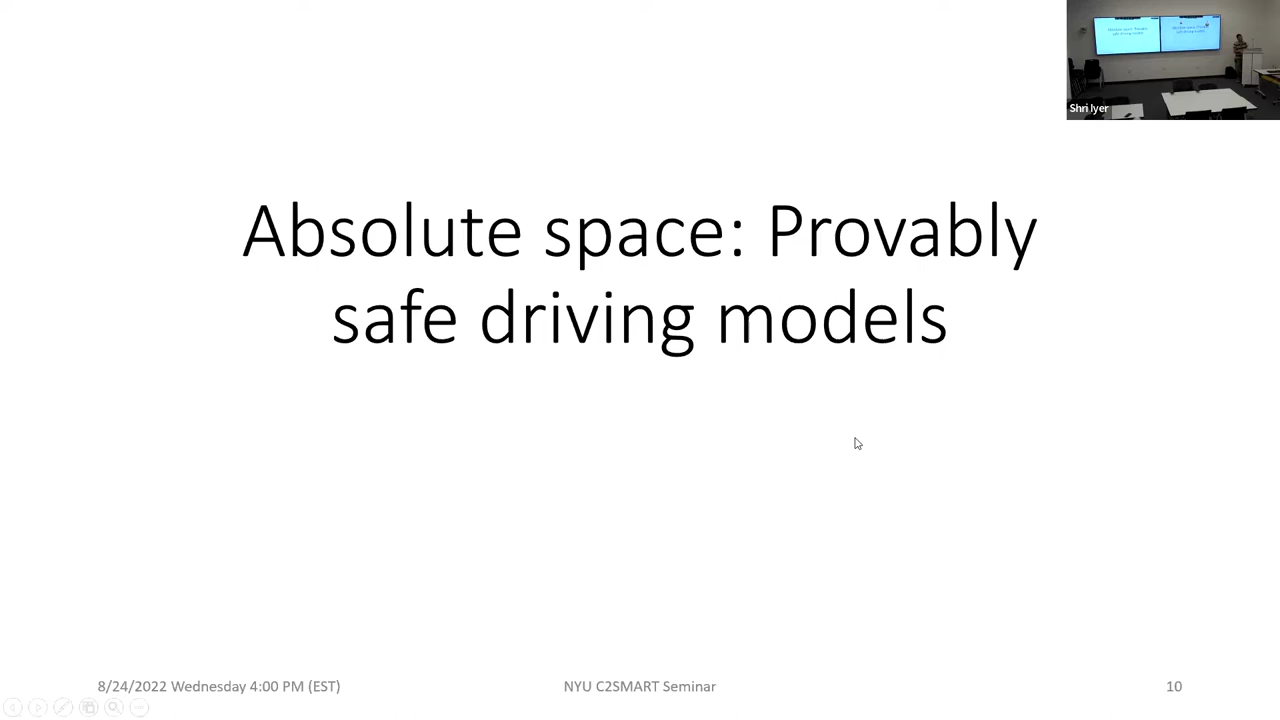 Shri Iyer
Absolute space: Provably
safe driving models
8/24/2022 Wednesday 4:00 PM (EST)
NYU C2SMART Seminar
10